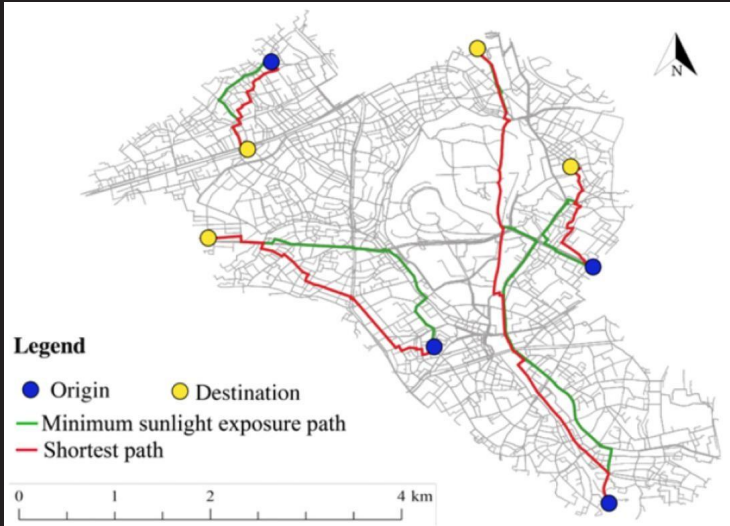 N
Legend
Origin
Destination
Minimum sunlight exposure path
Shortest path
0 1 2 4 km